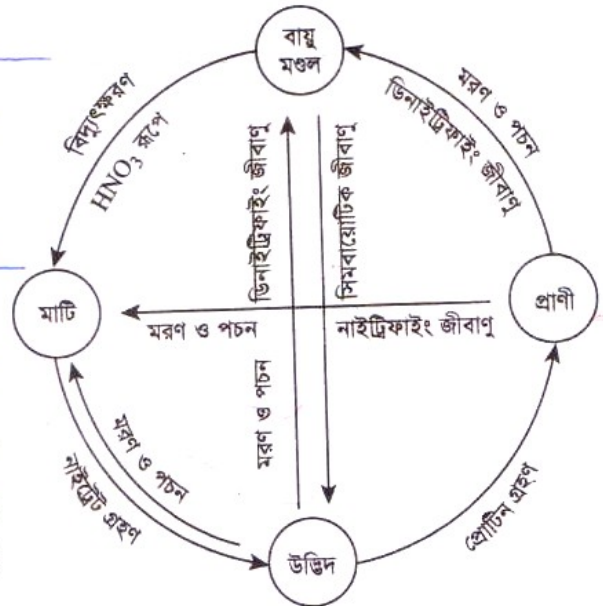 বায়ু
মণ্ডল
বিদ্যুৎক্ষরণ
HNO₃ রূপে
মরণ ও পচন
ডিনাইট্রিফাইং জীবাণু
ডিনাইট্রিফাইং জীবাণু
সিমবায়োটিক জীবাণু
মাটি
প্রাণী
মরণ ও পচন
নাইট্রিফাইং জীবাণু
মরণ ও পচন
মরণ ও পচন
নাইট্রেট গ্রহণ
প্রোটিন গ্রহণ
উদ্ভিদ